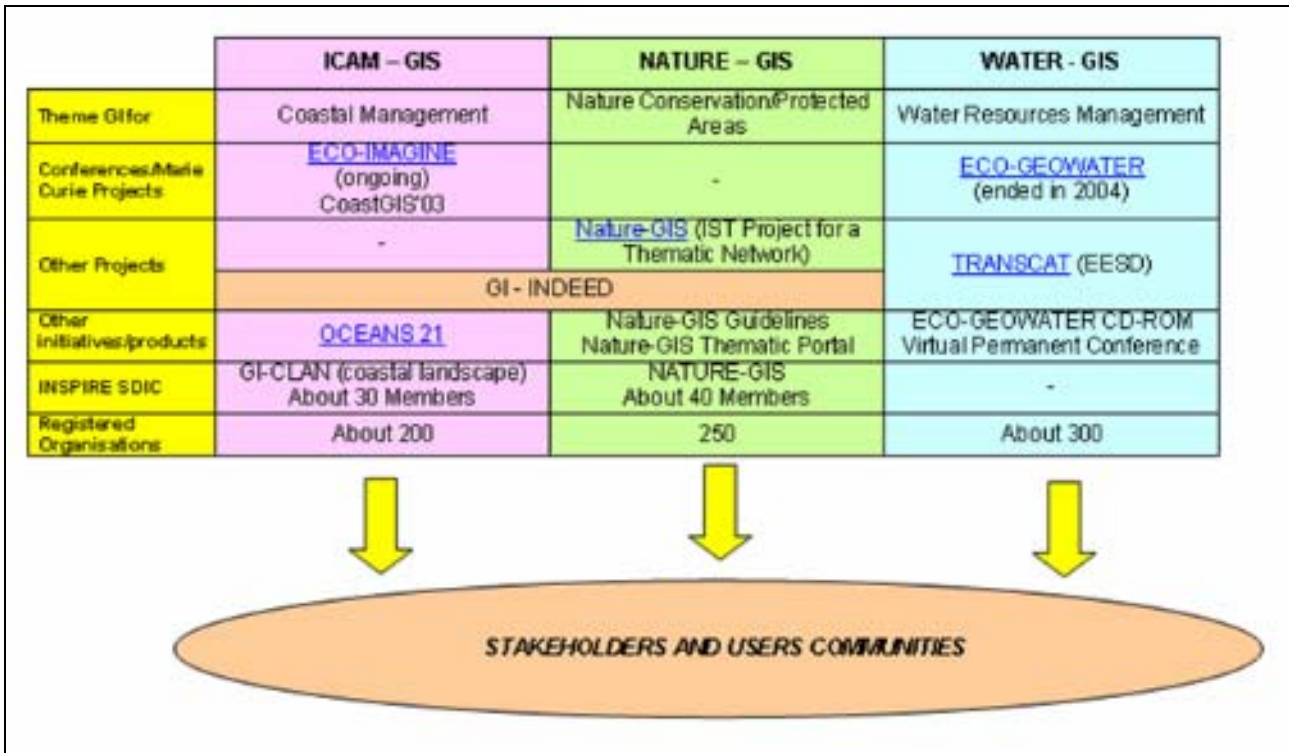 ICAM – GIS NATURE – GIS WATER - GIS
Theme GI for Coastal Management Nature Conservation/Protected Areas Water Resources Management
Conferences/Marie Curie Projects ECO-IMAGINE (ongoing) CoastGIS'03 - ECO-GEOWATER (ended in 2004)
Other Projects - Nature-GIS (IST Project for a Thematic Network) TRANSCAT (EESD)
GI - INDEED
Other initiatives/products OCEANS 21 Nature-GIS Guidelines Nature-GIS Thematic Portal ECO-GEOWATER CD-ROM Virtual Permanent Conference
INSPIRE SDIC GI-CLAN (coastal landscape) About 30 Members NATURE-GIS About 40 Members -
Registered Organisations About 200 250 About 300
STAKEHOLDERS AND USERS COMMUNITIES